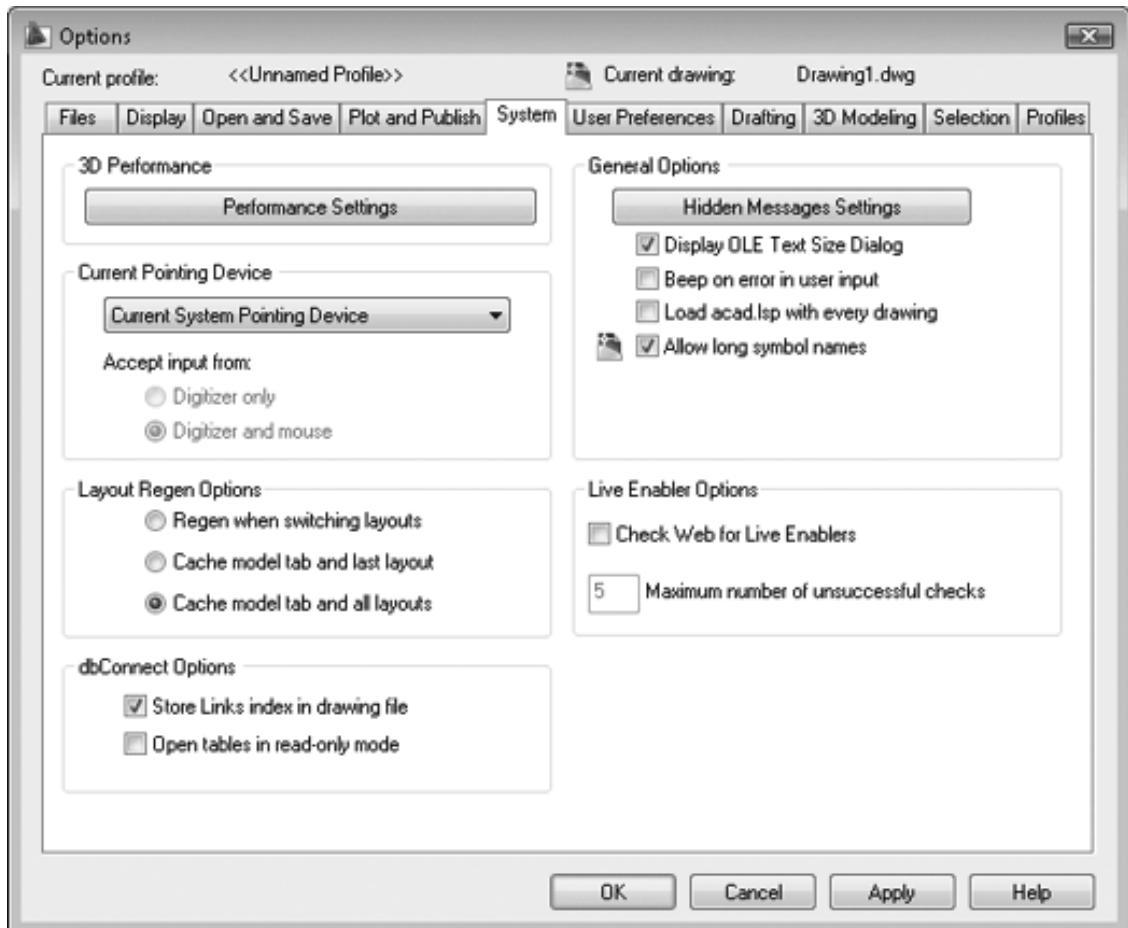 Options
Current profile: <<Unnamed Profile>> Current drawing: Drawing1.dwg
Files Display Open and Save Plot and Publish System User Preferences Drafting 3D Modeling Selection Profiles
3D Performance
Performance Settings
Current Pointing Device
Current System Pointing Device
Accept input from:
Digitizer only
Digitizer and mouse
Layout Regen Options
Regen when switching layouts
Cache model tab and last layout
Cache model tab and all layouts
dbConnect Options
Store Links index in drawing file
Open tables in read-only mode
General Options
Hidden Messages Settings
Display OLE Text Size Dialog
Beep on error in user input
Load acad.lsp with every drawing
Allow long symbol names
Live Enabler Options
Check Web for Live Enablers
5 Maximum number of unsuccessful checks
OK Cancel Apply Help